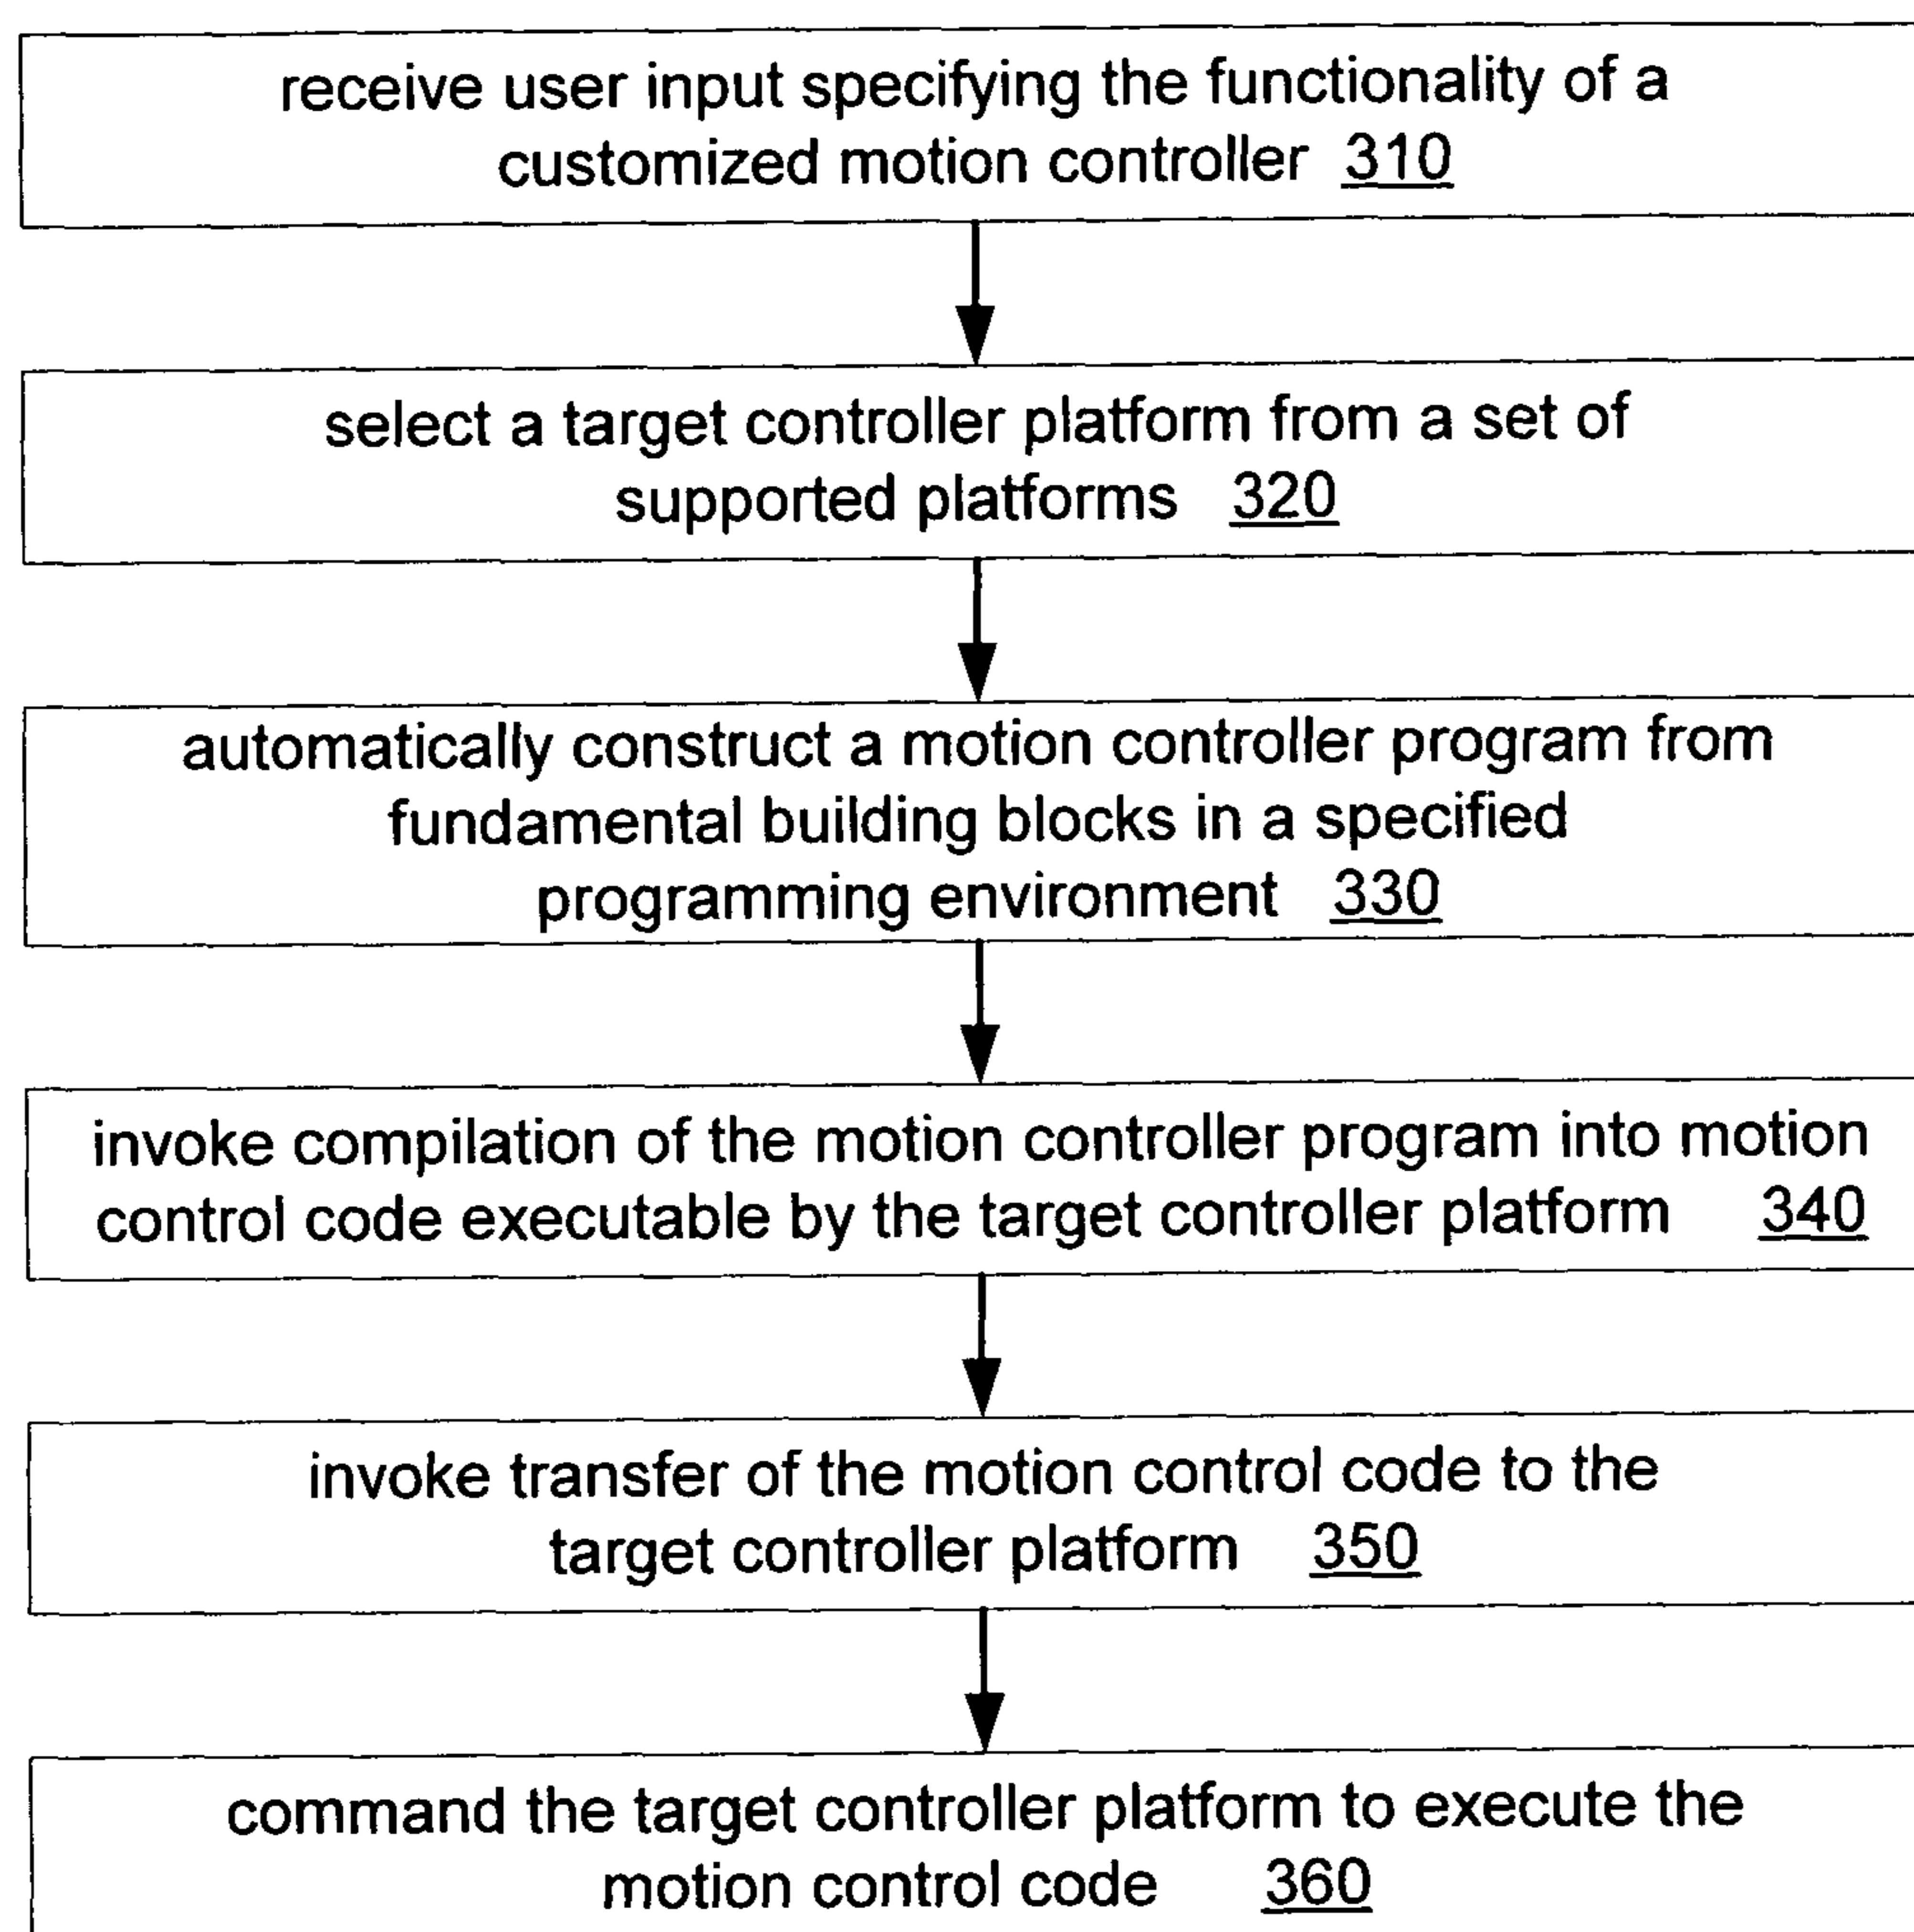 receive user input specifying the functionality of a
customized motion controller 310
select a target controller platform from a set of
supported platforms 320
automatically construct a motion controller program from
fundamental building blocks in a specified
programming environment 330
invoke compilation of the motion controller program into motion
control code executable by the target controller platform 340
invoke transfer of the motion control code to the
target controller platform 350
command the target controller platform to execute the
motion control code 360